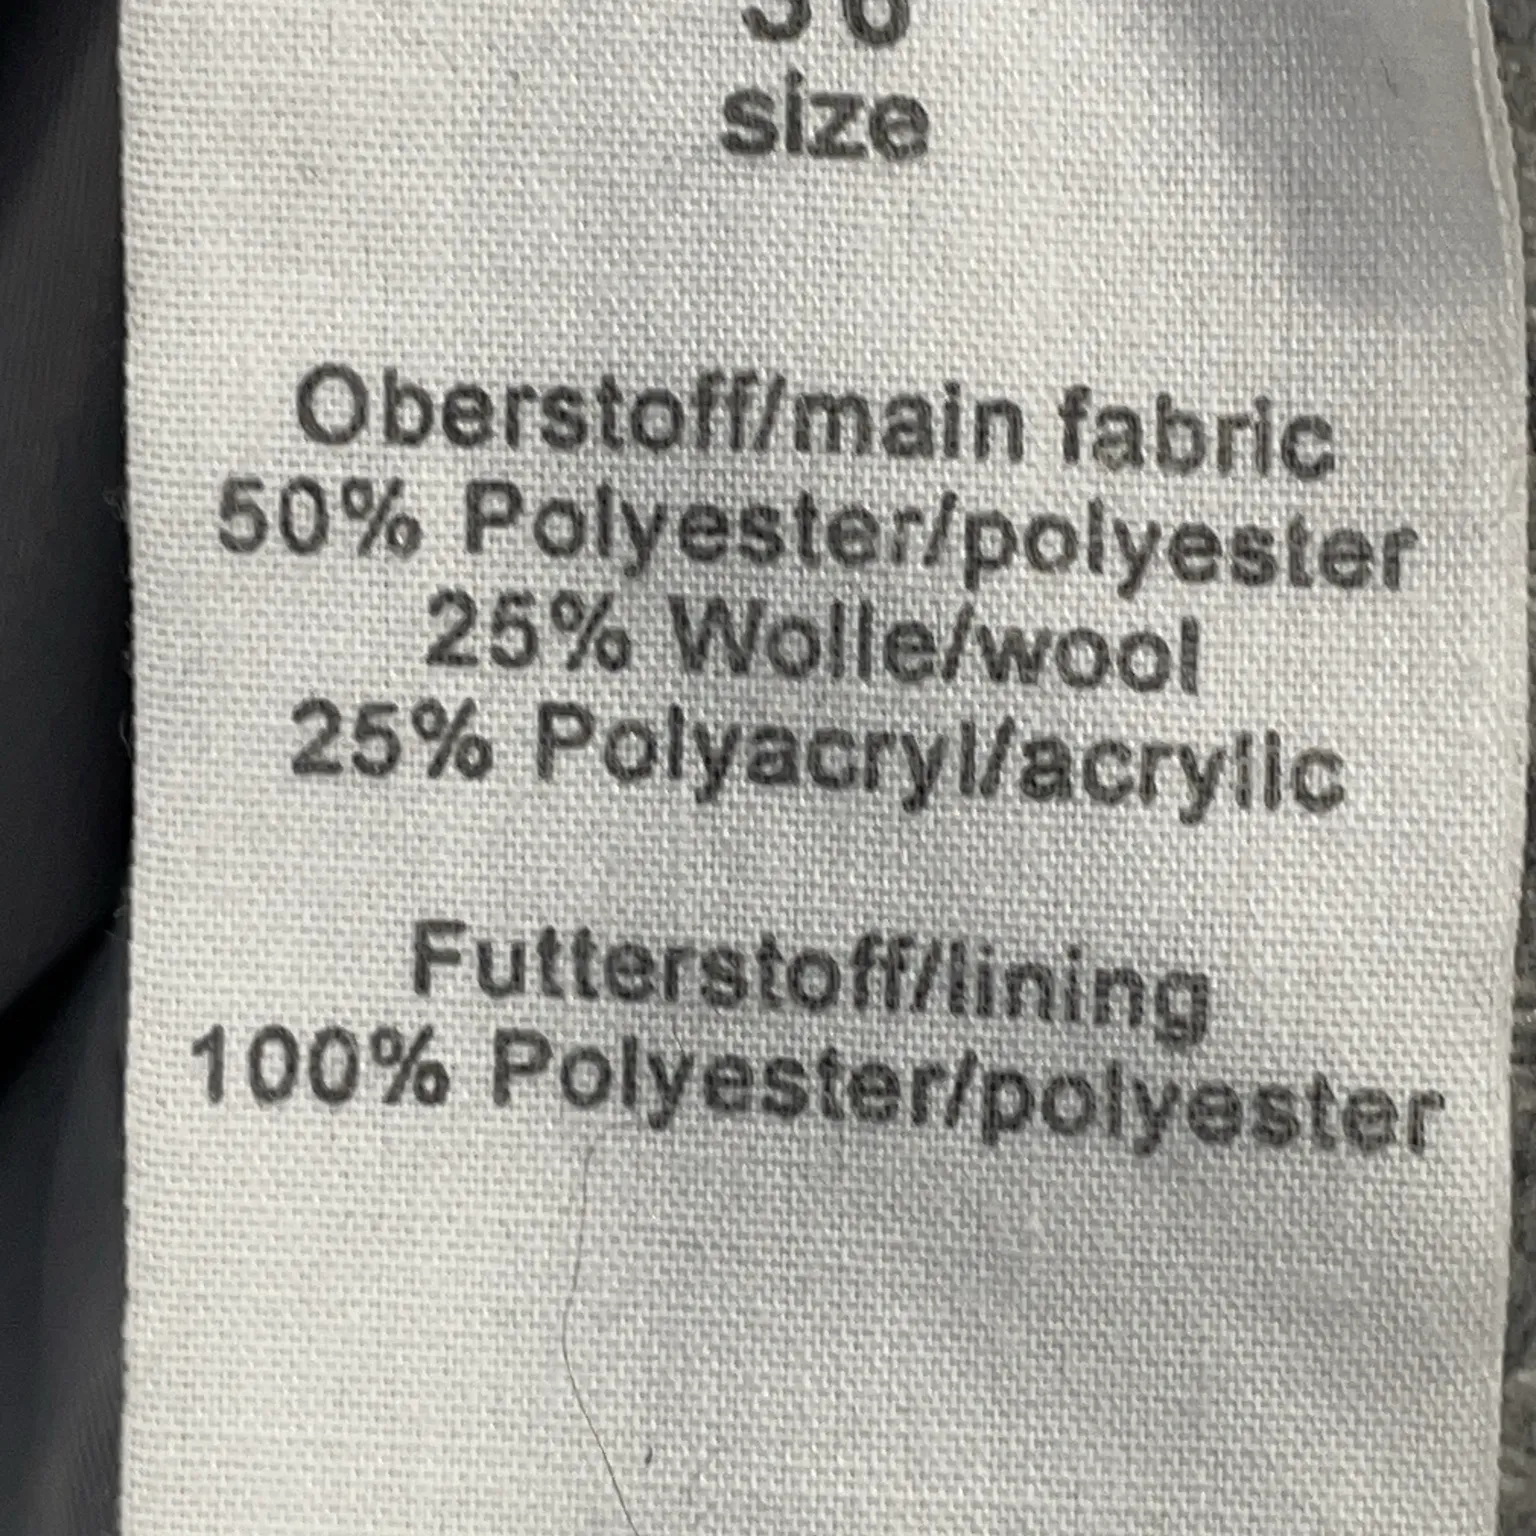 size
Oberstoff/main fabric
50% Polyester/polyester
25% Wolle/wool
25% Polyacryl/acrylic
Futterstoff/lining
100% Polyester/polyester